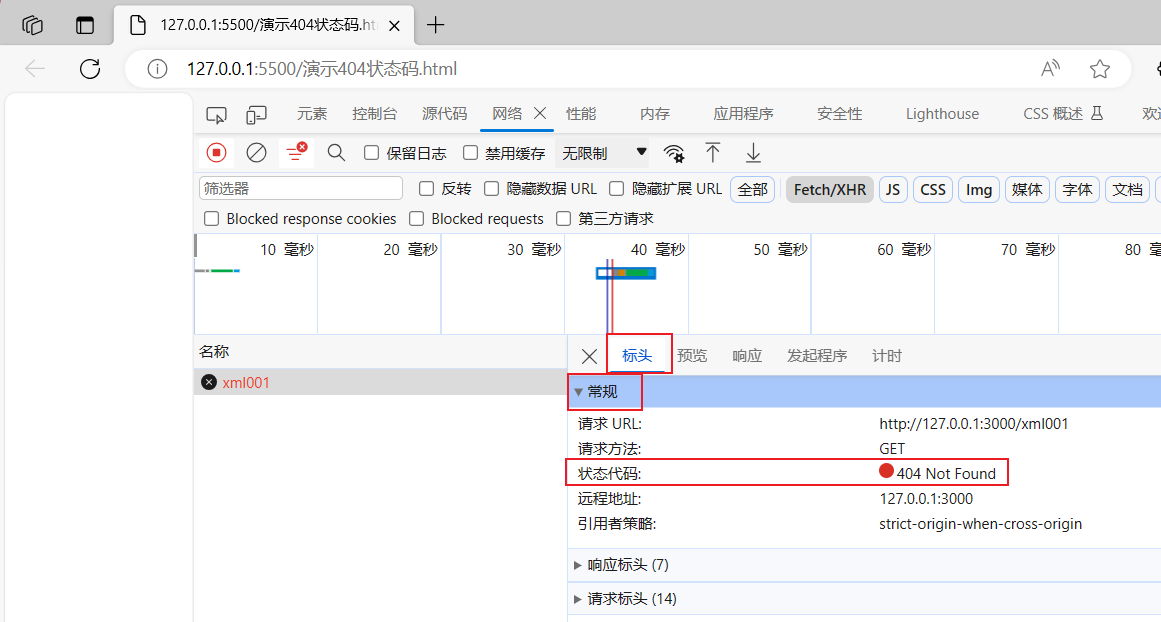 127.0.0.1:5500/演示404状态码.ht
127.0.0.1:5500/演示404状态码.html
元素 控制台 源代码 网络 性能 内存 应用程序 安全性 Lighthouse CSS 概述
保留日志 禁用缓存 无限制
筛选器 反转 隐藏数据 URL 隐藏扩展 URL 全部 Fetch/XHR JS CSS Img 媒体 字体 文档
Blocked response cookies Blocked requests 第三方请求
10 毫秒 20 毫秒 30 毫秒 40 毫秒 50 毫秒 60 毫秒 70 毫秒 80
名称 标头 预览 响应 发起程序 计时
xml001
常规
请求 URL: http://127.0.0.1:3000/xml001
请求方法: GET
状态代码: 404 Not Found
远程地址: 127.0.0.1:3000
引用者策略: strict-origin-when-cross-origin
响应标头 (7)
请求标头 (14)